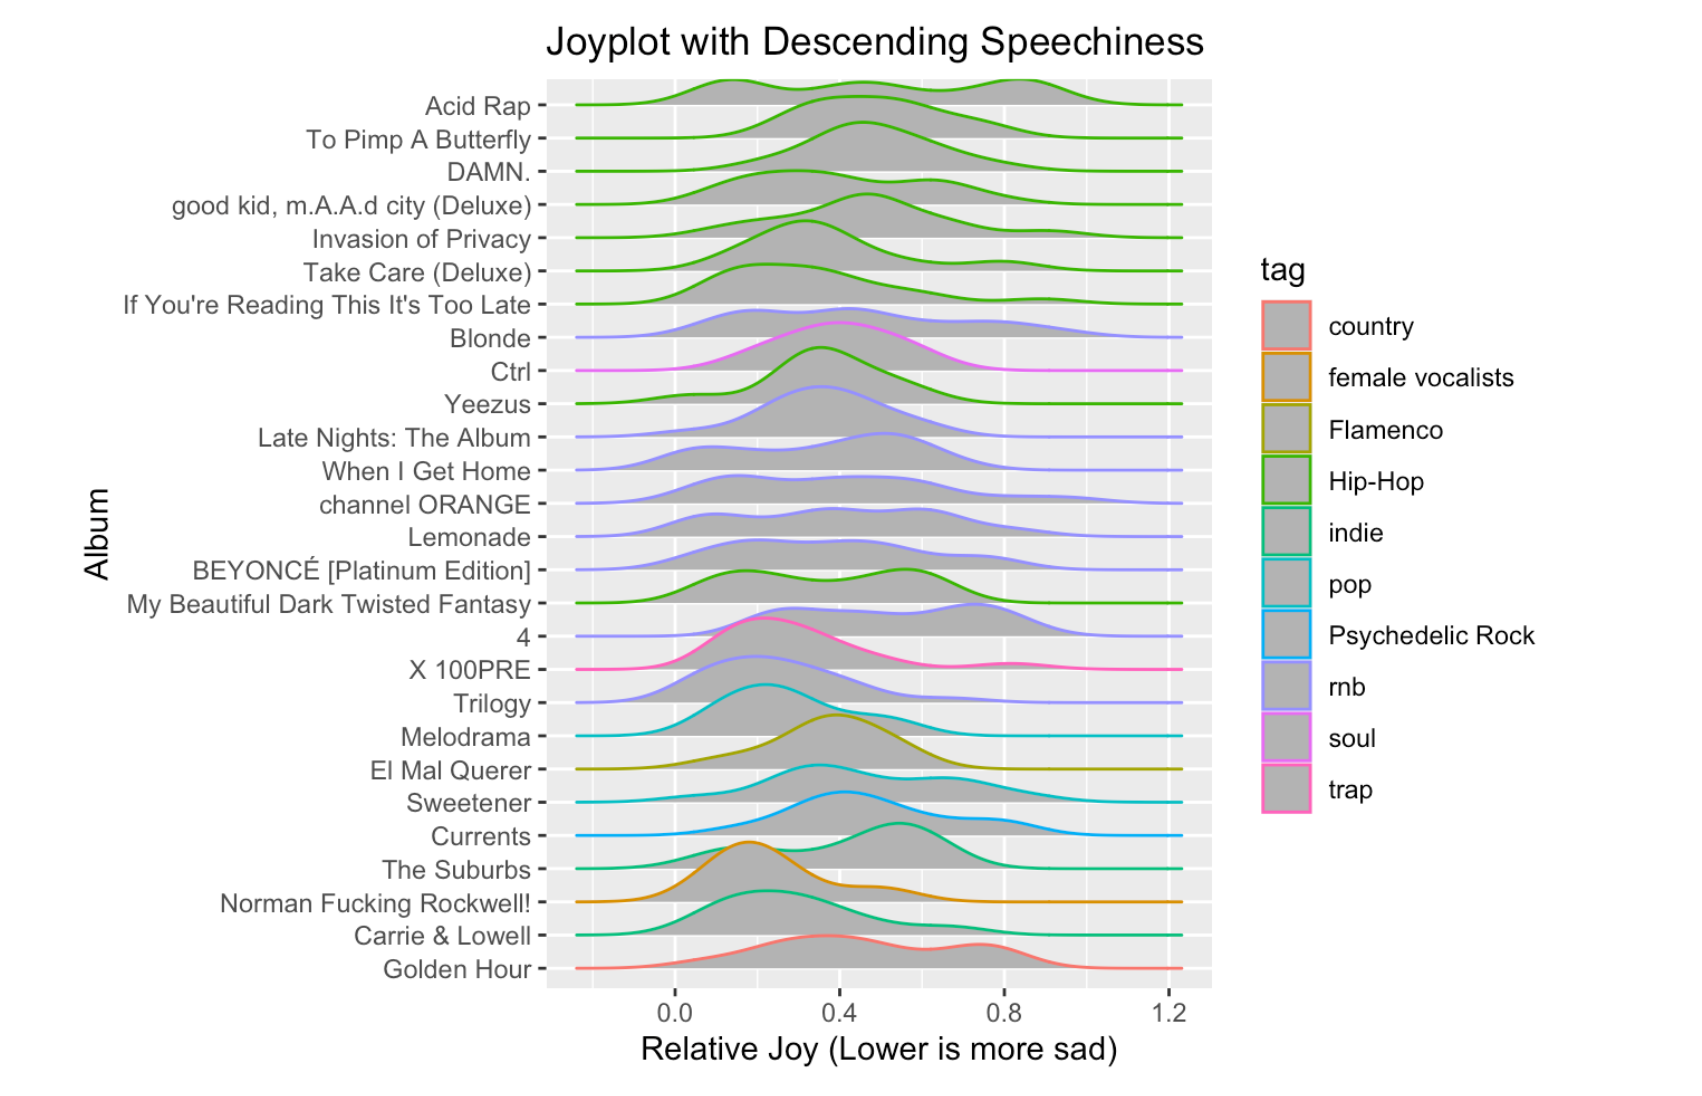 Joyplot with Descending Speechiness
Acid Rap
To Pimp A Butterfly
DAMN.
good kid, m.A.A.d city (Deluxe)
Invasion of Privacy
Take Care (Deluxe)
If You're Reading This It's Too Late
Blonde
Ctrl
Yeezus
Late Nights: The Album
When I Get Home
channel ORANGE
Lemonade
BEYONCÉ [Platinum Edition]
My Beautiful Dark Twisted Fantasy
4
X 100PRE
Trilogy
Melodrama
El Mal Querer
Sweetener
Currents
The Suburbs
Norman Fucking Rockwell!
Carrie & Lowell
Golden Hour
Album
0.0 0.4 0.8 1.2
Relative Joy (Lower is more sad)
tag
country
female vocalists
Flamenco
Hip-Hop
indie
pop
Psychedelic Rock
rnb
soul
trap